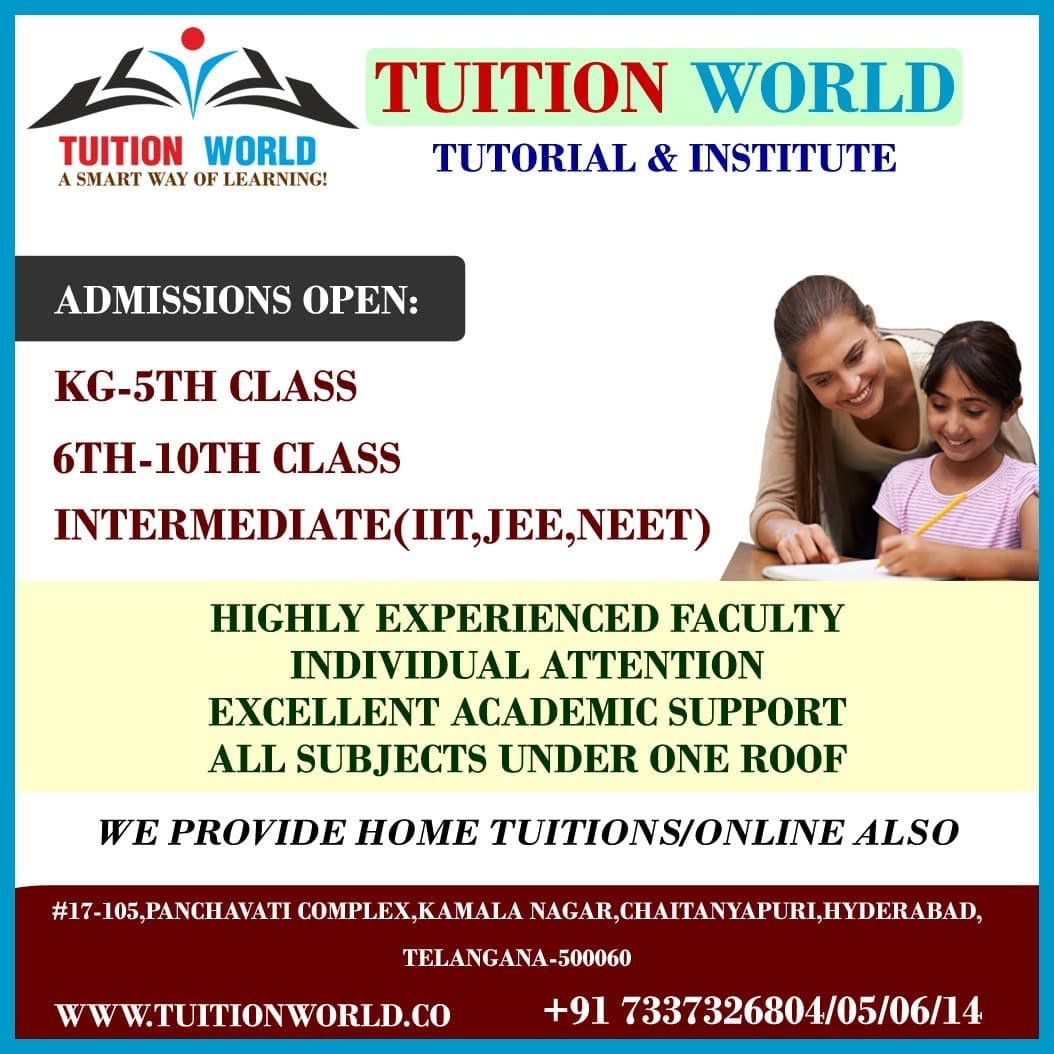 TUITION WORLD
A SMART WAY OF LEARNING!
TUITION WORLD
TUTORIAL & INSTITUTE
ADMISSIONS OPEN:
KG-5TH CLASS
6TH-10TH CLASS
INTERMEDIATE(IIT,JEE,NEET)
HIGHLY EXPERIENCED FACULTY
INDIVIDUAL ATTENTION
EXCELLENT ACADEMIC SUPPORT
ALL SUBJECTS UNDER ONE ROOF
WE PROVIDE HOME TUITIONS/ONLINE ALSO
#17-105,PANCHAVATI COMPLEX,KAMALA NAGAR,CHAITANYAPURI,HYDERABAD,
TELANGANA-500060
WWW.TUITIONWORLD.CO +91 7337326804/05/06/14